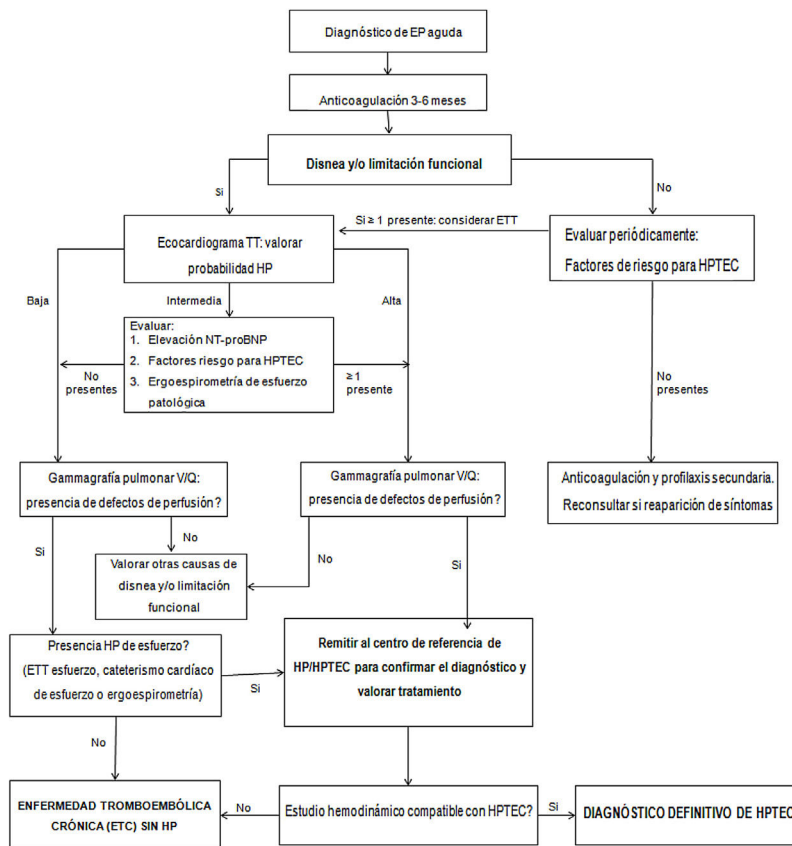 Diagnóstico de EP aguda
Anticoagulación 3-6 meses
Disnea y/o limitación funcional
Si
No
Ecocardiograma TT: valorar
probabilidad HP
Si ≥ 1 presente: considerar ETT
Evaluar periódicamente:
Factores de riesgo para HPTEC
Baja
Intermedia
Alta
Evaluar:
1. Elevación NT-proBNP
2. Factores riesgo para HPTEC
3. Ergoespirometría de esfuerzo
patológica
No
presentes
≥ 1
presente
No
presentes
Gammagrafía pulmonar V/Q:
presencia de defectos de perfusión?
Gammagrafía pulmonar V/Q:
presencia de defectos de perfusión?
Anticoagulación y profilaxis secundaria.
Reconsultar si reaparición de síntomas
Si
No
No
Si
Valorar otras causas de
disnea y/o limitación
funcional
Presencia HP de esfuerzo?
(ETT esfuerzo, cateterismo cardíaco
de esfuerzo o ergoespirometría)
Si
Remitir al centro de referencia de
HP/HPTEC para confirmar el diagnóstico y
valorar tratamiento
No
ENFERMEDAD TROMBOEMBÓLICA
CRÓNICA (ETC) SIN HP
No
Estudio hemodinámico compatible con HPTEC?
Si
DIAGNÓSTICO DEFINITIVO DE HPTEC